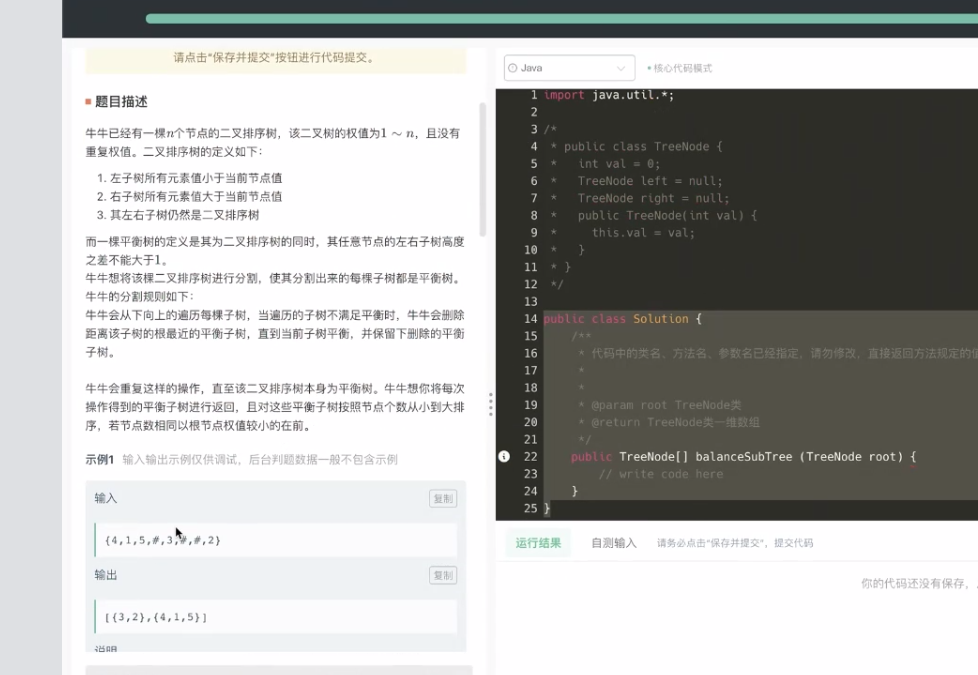 请点击“保存并提交”按钮进行代码提交。
题目描述
牛牛已经有一棵n个节点的二叉排序树，该二叉树的权值为1 ∼ n，且没有
重复权值。二叉排序树的定义如下：
1. 左子树所有元素值小于当前节点值
2. 右子树所有元素值大于当前节点值
3. 其左右子树仍然是二叉排序树
而一棵平衡树的定义是其为二叉排序树的同时，其任意节点的左右子树高度
之差不能大于1。
牛牛想将该棵二叉排序树进行分割，使其分割出来的每棵子树都是平衡树。
牛牛的分割规则如下：
牛牛会从下向上的遍历每棵子树，当遍历的子树不满足平衡时，牛牛会删除
距离该子树的根最近的平衡子树，直到当前子树平衡，并保留下删除的平衡
子树。
牛牛会重复这样的操作，直至该二叉排序树本身为平衡树。牛牛想你将每次
操作得到的平衡子树进行返回，且对这些平衡子树按照节点个数从小到大排
序，若节点数相同以根节点权值较小的在前。
示例1 输入输出示例仅供调试，后台判题数据一般不包含示例
输入 复制
{4,1,5,#,3,#,#,2}
输出 复制
[{3,2},{4,1,5}]
说明
Java •核心代码模式
1 import java.util.*;
2
3 /*
4 * public class TreeNode {
5 * int val = 0;
6 * TreeNode left = null;
7 * TreeNode right = null;
8 * public TreeNode(int val) {
9 * this.val = val;
10 * }
11 * }
12 */
13
14 public class Solution {
15 /**
16 * 代码中的类名、方法名、参数名已经指定，请勿修改，直接返回方法规定的值
17 *
18 *
19 * @param root TreeNode类
20 * @return TreeNode类一维数组
21 */
22 public TreeNode[] balanceSubTree (TreeNode root) {
23 // write code here
24 }
25 }
运行结果 自测输入 请务必点击“保存并提交”，提交代码
你的代码还没有保存，